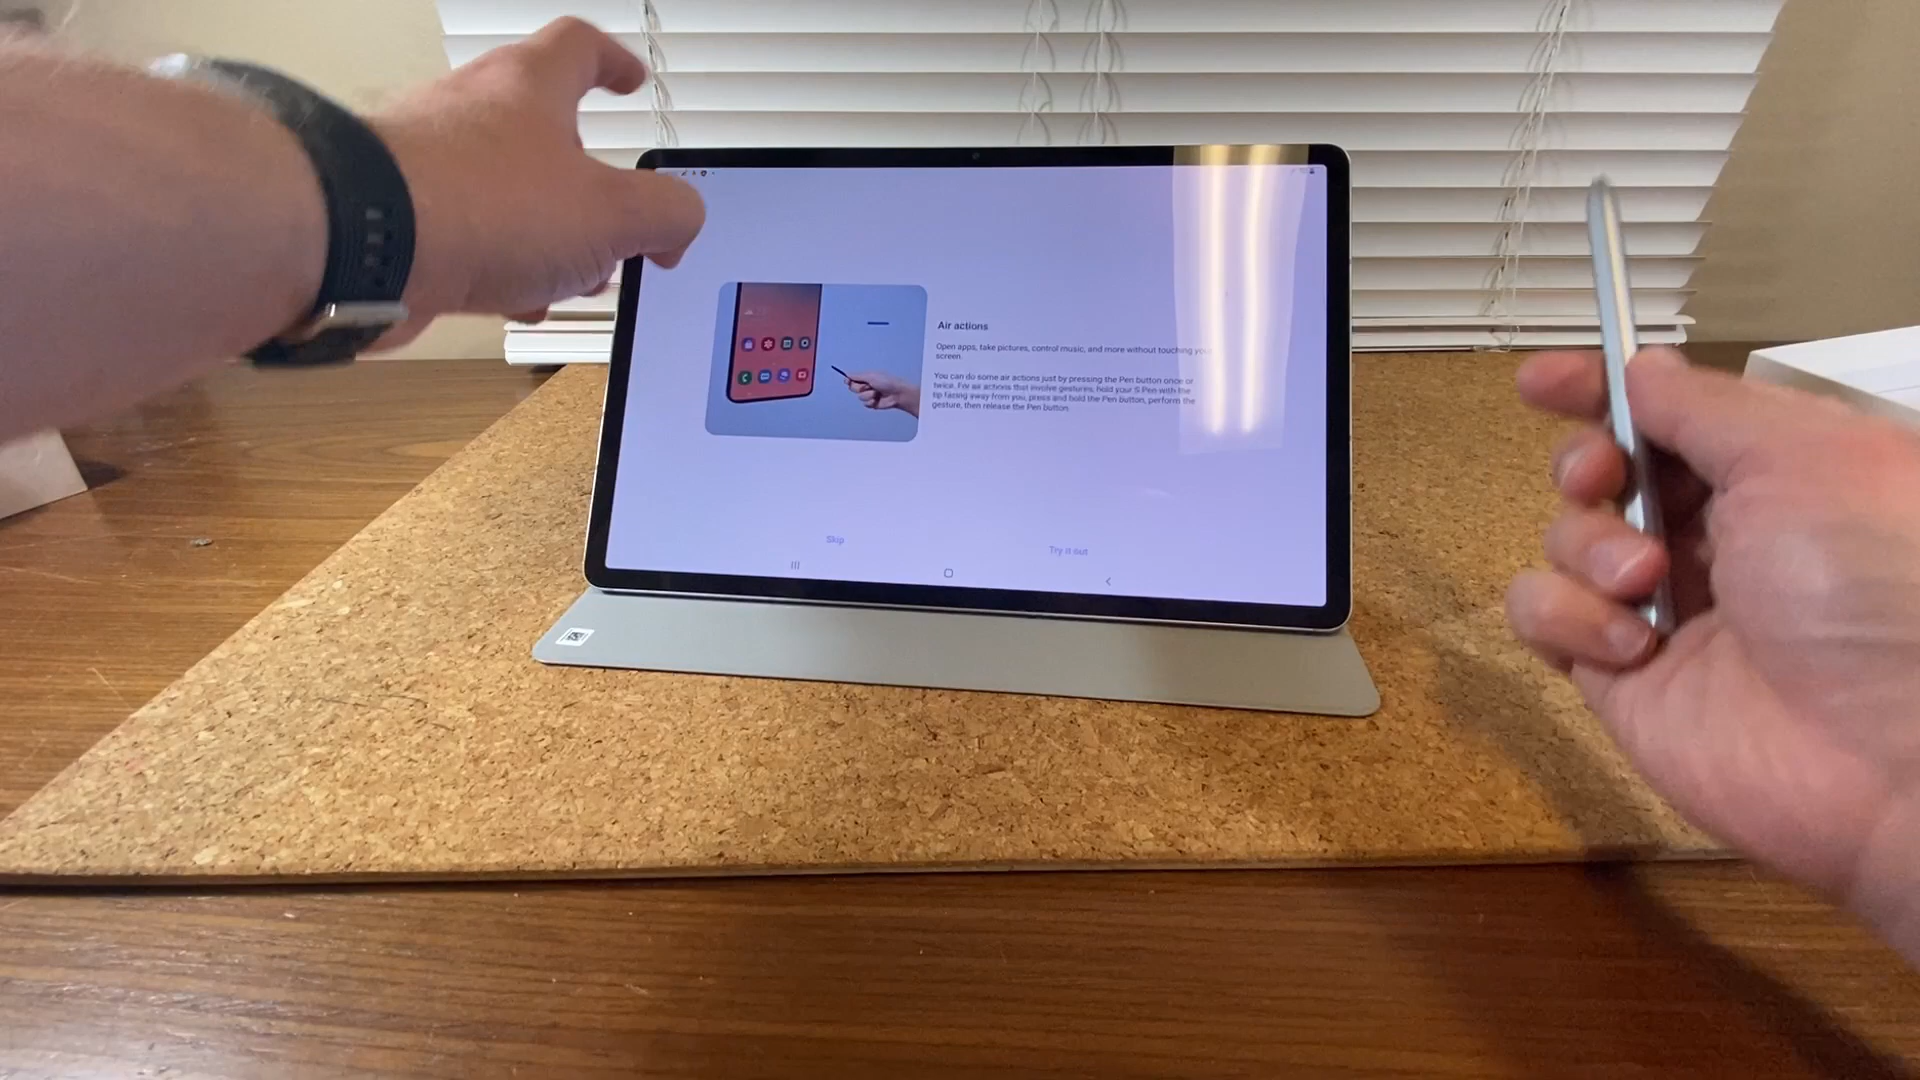 Air actions
Open apps, take pictures, control music, and more without touching your
screen.
You can do some air actions just by pressing the Pen button once or
twice. For air actions that involve gestures, hold your S Pen with the
tip facing away from you, press and hold the Pen button, perform the
gesture, then release the Pen button.
Skip
Try it out